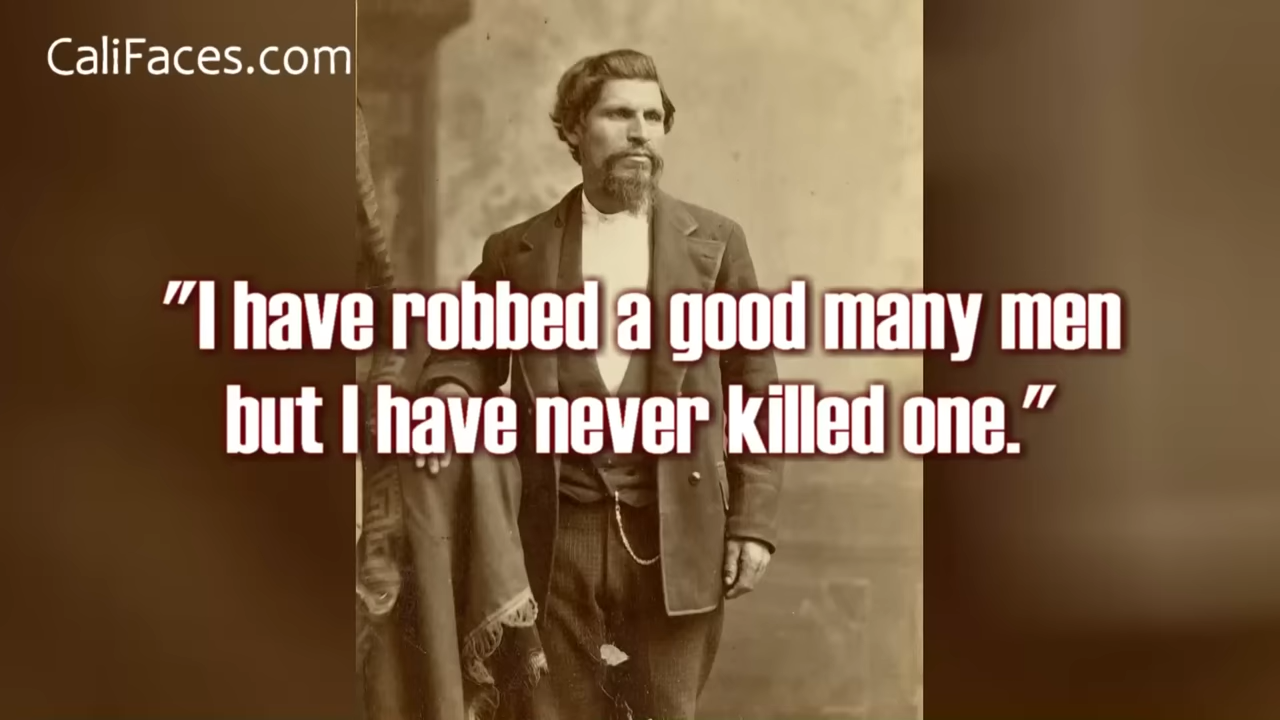 CaliFaces.com
"I have robbed a good many men
but I have never killed one."